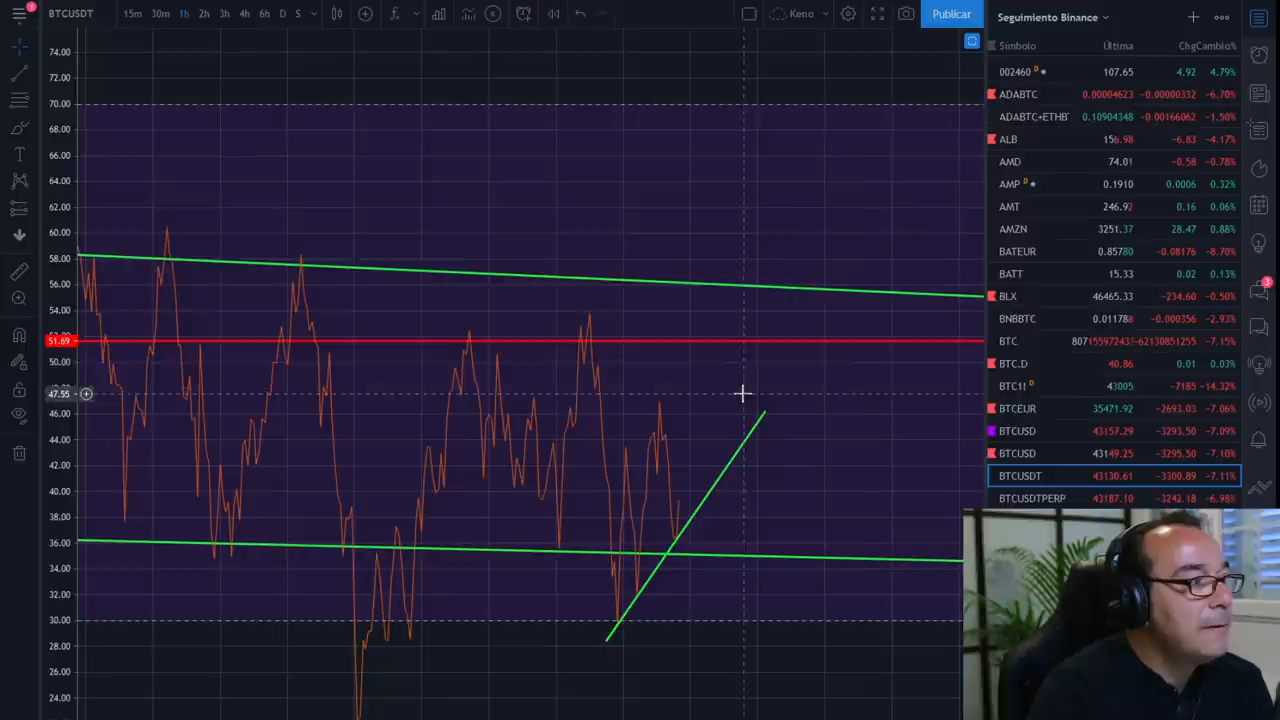 BTCUSDT 15m 30m 1h 2h 3h 4h 6h D S Keno Publicar
Seguimiento Binance
Símbolo Última Chg Cambio%
002460 D 107.65 4.92 4.79%
ADABTC 0.00004623 −0.00000332 −6.70%
ADABTC+ETHB 0.10904348 −0.00166062 −1.50%
ALB 156.98 −6.83 −4.17%
AMD 74.01 −0.58 −0.78%
AMP D 0.1910 0.0006 0.32%
AMT 246.92 0.16 0.06%
AMZN 3251.37 28.47 0.88%
BATEUR 0.85780 −0.08176 −8.70%
BATT 15.33 0.02 0.13%
BLX 46465.33 −234.60 −0.50%
BNBBTC 0.011788 −0.000356 −2.93%
BTC −7.15%
BTC.D 40.86 0.01 0.03%
BTC1! D 43005 −7185 −14.32%
BTCEUR 35471.92 −2693.03 −7.06%
BTCUSD 43157.29 −3293.50 −7.09%
BTCUSD 43149.25 −3295.50 −7.10%
BTCUSDT 43130.61 −3300.89 −7.11%
BTCUSDTPERP 43187.10 −3242.18 −6.98%
74.00
72.00
70.00
68.00
66.00
64.00
62.00
60.00
58.00
56.00
54.00
51.69
50.00
47.55
46.00
44.00
42.00
40.00
38.00
36.00
34.00
32.00
30.00
28.00
26.00
24.00
1
3